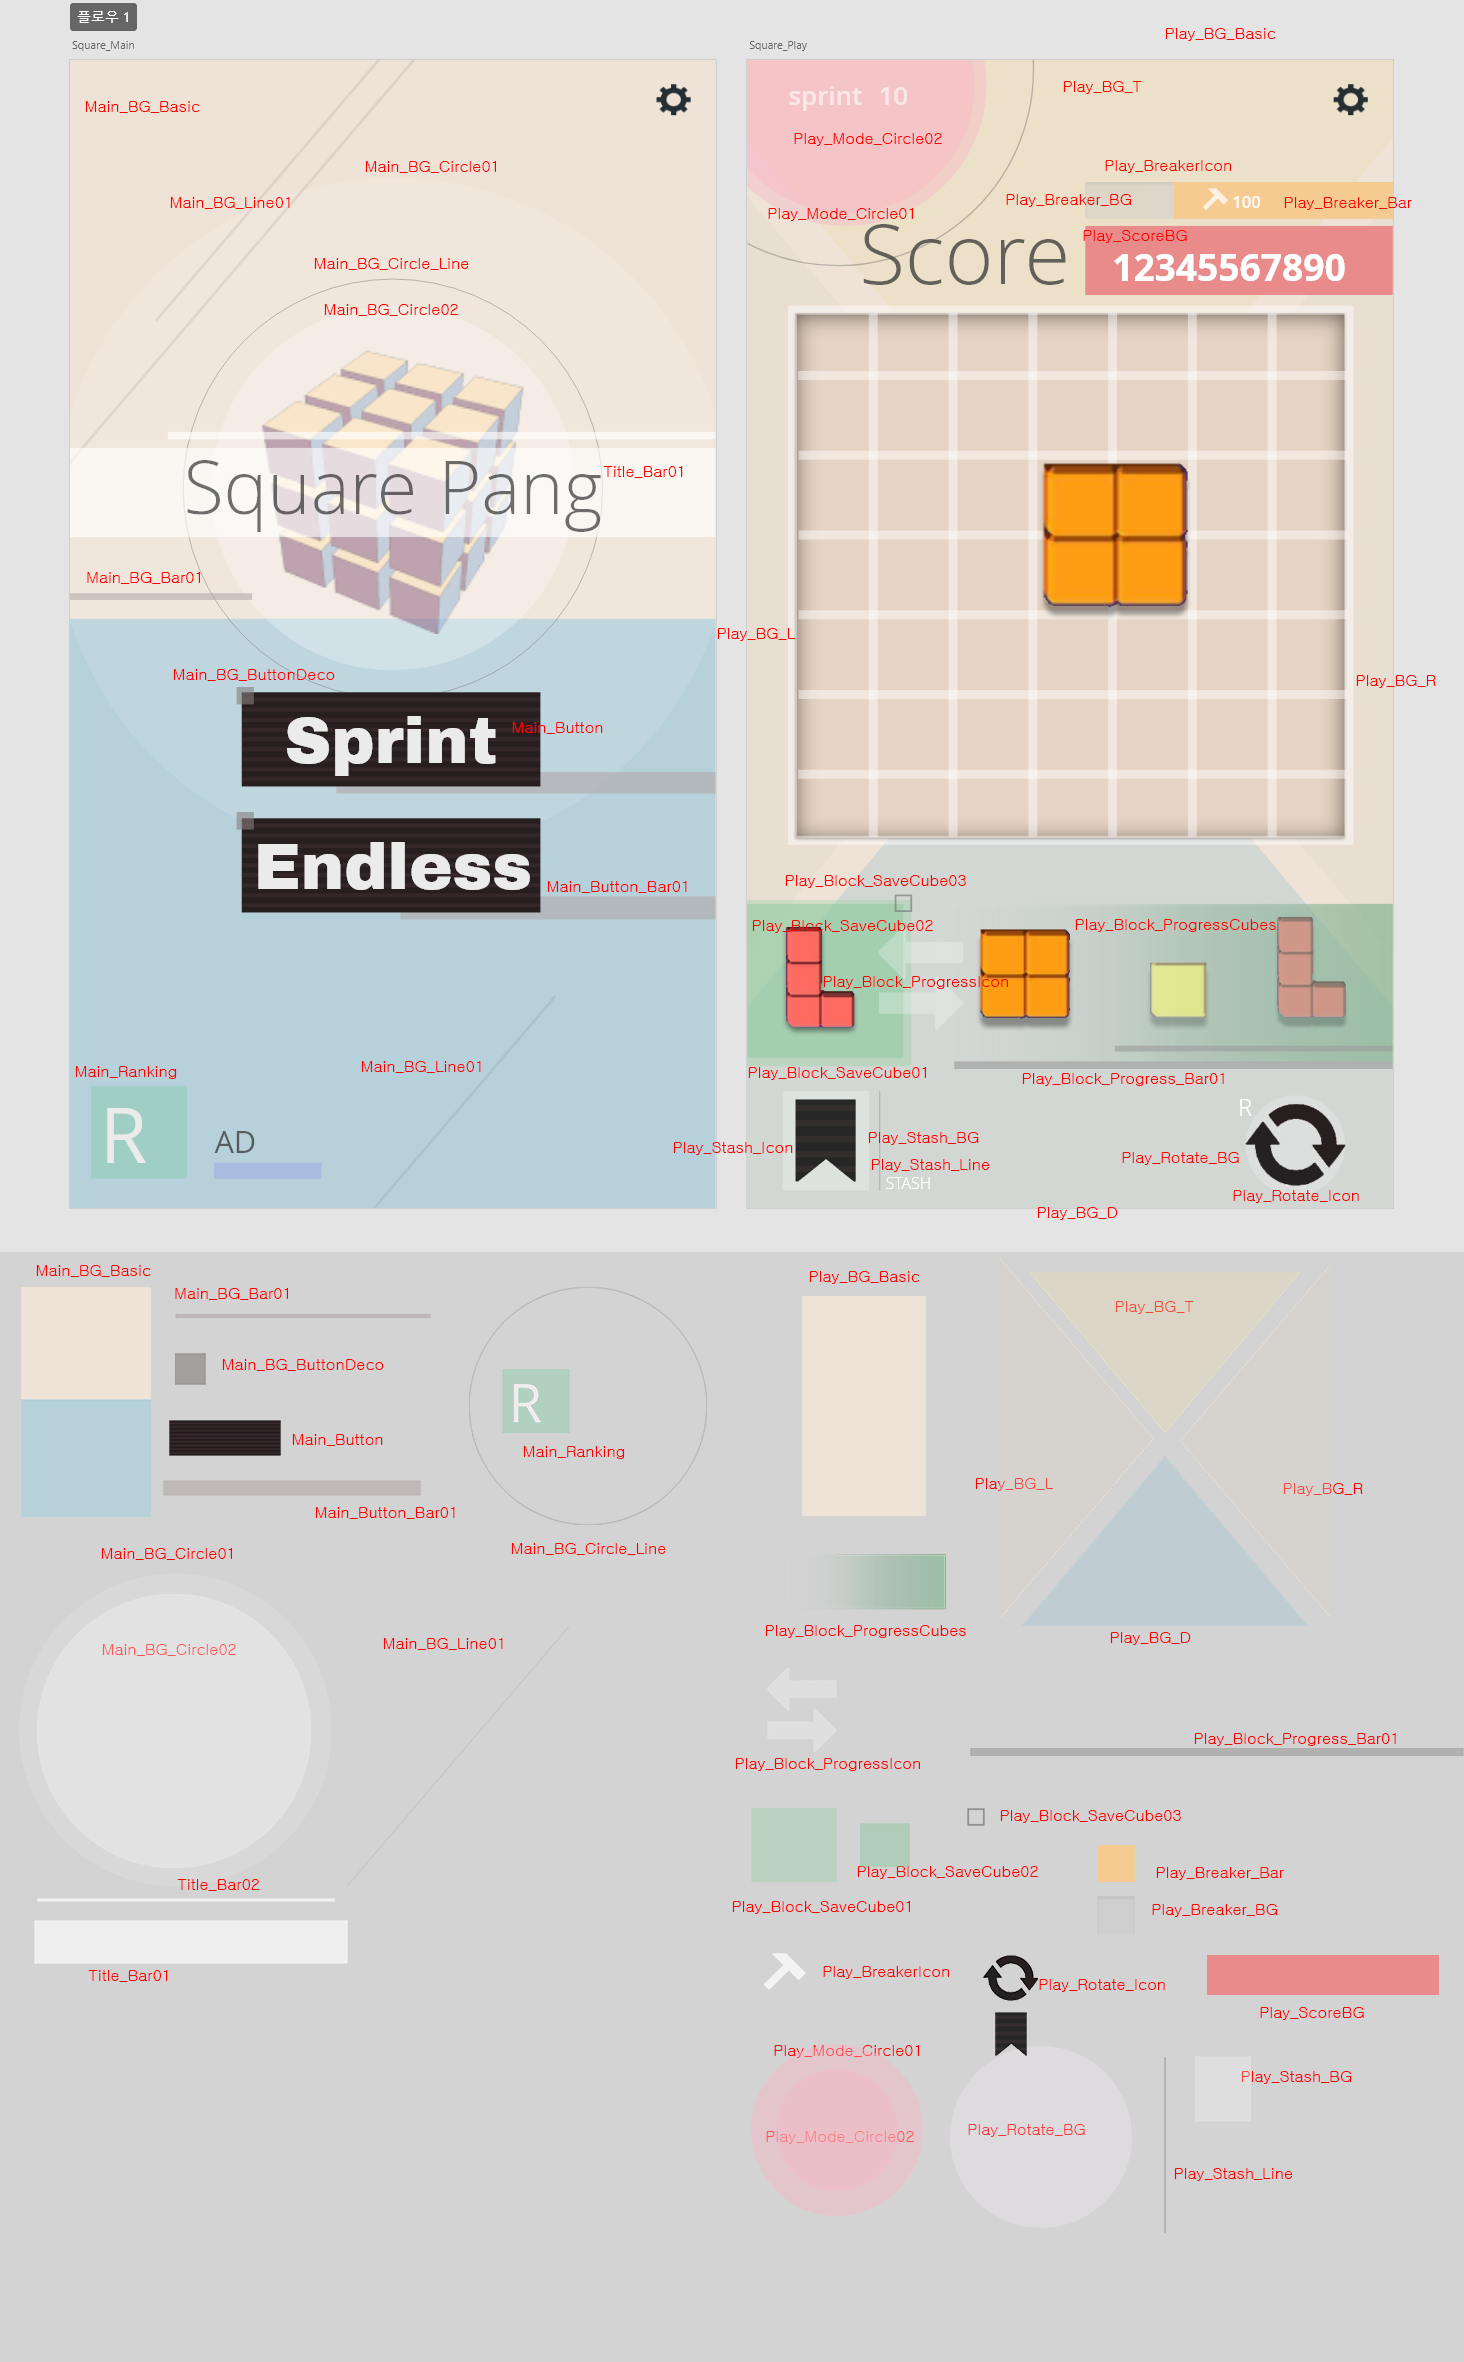 플로우 1
Square_Main
Main_BG_Basic
Main_BG_Circle01
Main_BG_Line01
Main_BG_Circle_Line
Main_BG_Circle02
Square Pang
Title_Bar01
Main_BG_Bar01
Main_BG_ButtonDeco
Sprint
Main_Button
Endless
Main_Button_Bar01
Main_BG_Line01
Main_Ranking
R
AD
Square_Play
Play_BG_Basic
sprint 10
Play_BG_T
Play_Mode_Circle02
Play_BreakerIcon
Play_Breaker_BG
100
Play_Breaker_Bar
Play_Mode_Circle01
Play_ScoreBG
Score
12345567890
Play_BG_L
Play_BG_R
Play_Block_SaveCube03
Play_Block_SaveCube02
Play_Block_ProgressCubes
Play_Block_ProgressIcon
Play_Block_SaveCube01
Play_Block_Progress_Bar01
R
Play_Stash_Icon
Play_Stash_BG
Play_Stash_Line
STASH
Play_Rotate_BG
Play_Rotate_Icon
Play_BG_D
Main_BG_Basic
Main_BG_Bar01
Main_BG_ButtonDeco
R
Main_Button
Main_Ranking
Main_Button_Bar01
Main_BG_Circle01
Main_BG_Circle_Line
Main_BG_Circle02
Main_BG_Line01
Title_Bar02
Title_Bar01
Play_BG_Basic
Play_BG_T
Play_BG_L
Play_BG_R
Play_Block_ProgressCubes
Play_BG_D
Play_Block_Progress_Bar01
Play_Block_ProgressIcon
Play_Block_SaveCube03
Play_Block_SaveCube02
Play_Breaker_Bar
Play_Block_SaveCube01
Play_Breaker_BG
Play_BreakerIcon
Play_Rotate_Icon
Play_ScoreBG
Play_Mode_Circle01
Play_Stash_BG
Play_Mode_Circle02
Play_Rotate_BG
Play_Stash_Line